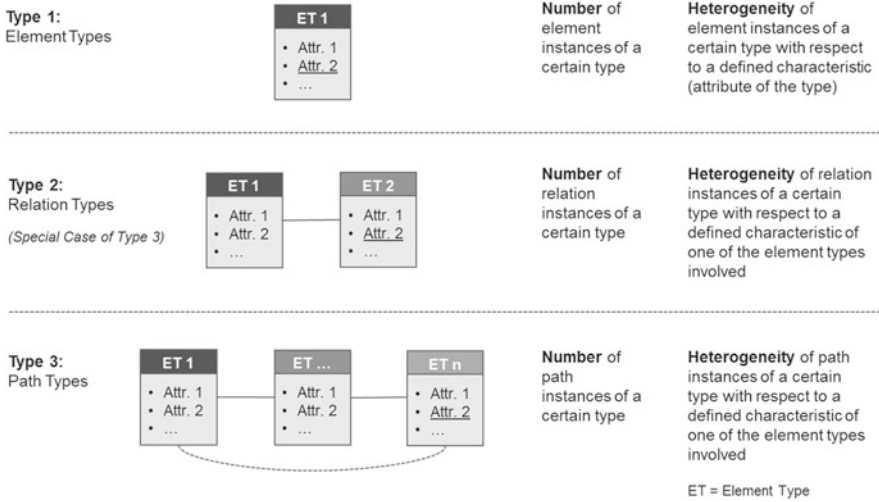 Type 1:
Element Types
ET 1
• Attr. 1
• Attr. 2
• ...
Number of
element
instances of a
certain type
Heterogeneity of
element instances of a
certain type with respect
to a defined characteristic
(attribute of the type)
Type 2:
Relation Types
(Special Case of Type 3)
ET 1
• Attr. 1
• Attr. 2
• ...
ET 2
• Attr. 1
• Attr. 2
• ...
Number of
relation
instances of a
certain type
Heterogeneity of relation
instances of a certain
type with respect to a
defined characteristic of
one of the element types
involved
Type 3:
Path Types
ET 1
• Attr. 1
• Attr. 2
• ...
ET ...
• Attr. 1
• Attr. 2
• ...
ET n
• Attr. 1
• Attr. 2
• ...
Number of
path
instances of a
certain type
Heterogeneity of path
instances of a certain
type with respect to a
defined characteristic of
one of the element types
involved
ET = Element Type